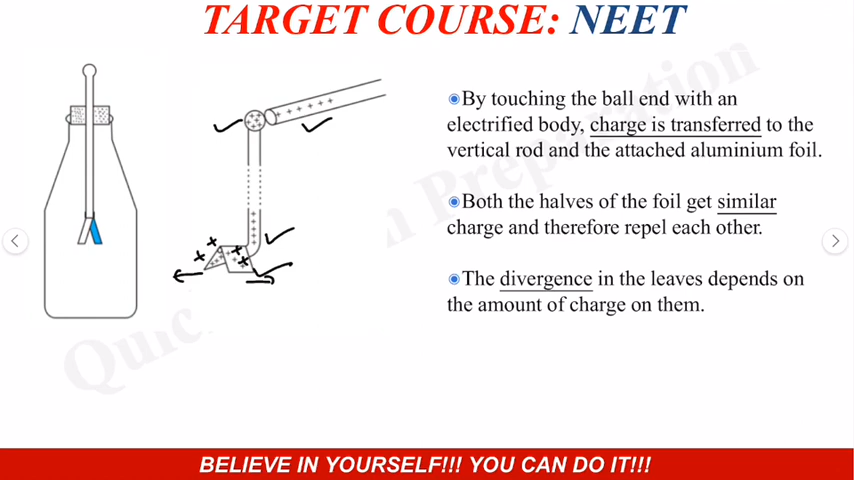 TARGET COURSE: NEET
By touching the ball end with an
electrified body, charge is transferred to the
vertical rod and the attached aluminium foil.
Both the halves of the foil get similar
charge and therefore repel each other.
The divergence in the leaves depends on
the amount of charge on them.
BELIEVE IN YOURSELF!!! YOU CAN DO IT!!!